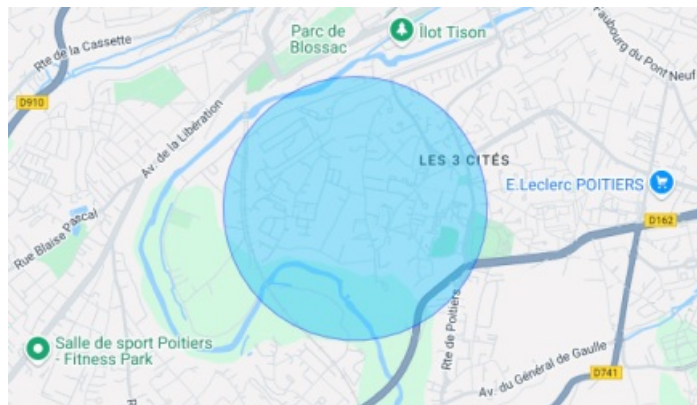 Parc de
Blossac
Îlot Tison
Rte de la Cassette
Faubourg du Pont Neuf
D910
Av. de la Libération
LES 3 CITÉS
E.Leclerc POITIERS
D162
Rue Blaise Pascal
Salle de sport Poitiers
- Fitness Park
Rte de Poitiers
Av. du Général de Gaulle
D741
R